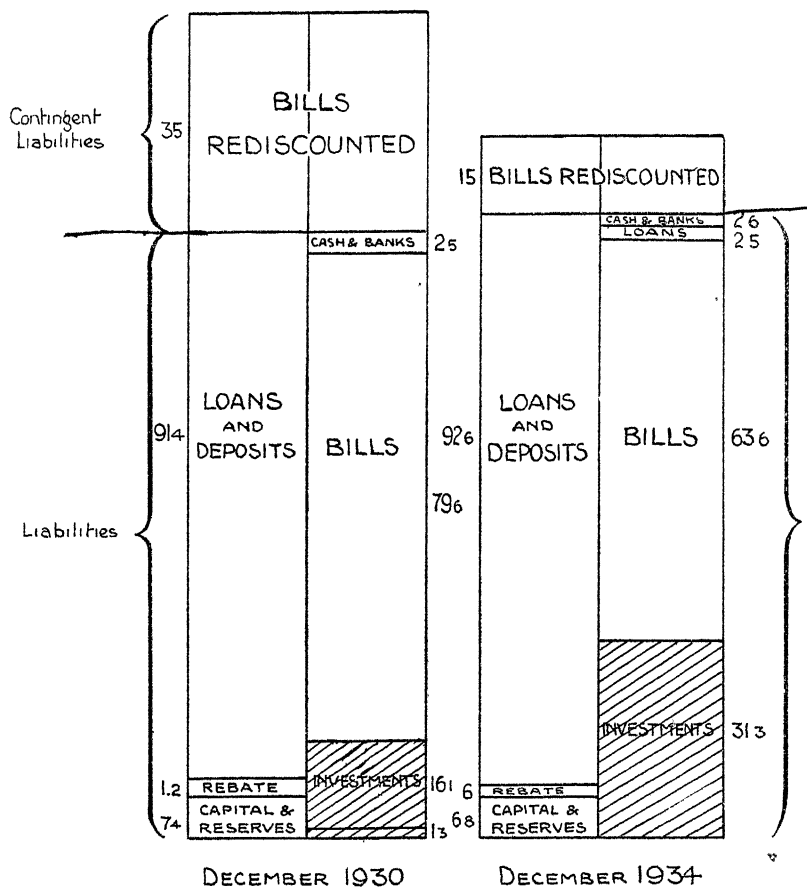 Contingent
Liabilities
35
BILLS
REDISCOUNTED
15 BILLS REDISCOUNTED
CASH & BANKS 25
CASH & BANKS 26
LOANS 25
914
LOANS
AND
DEPOSITS
BILLS
926
796
LOANS
AND
DEPOSITS
BILLS
636
Liabilities
INVESTMENTS 161
INVESTMENTS 313
1.2 REBATE
6 REBATE
74 CAPITAL &
RESERVES
13
68 CAPITAL &
RESERVES
DECEMBER 1930
DECEMBER 1934